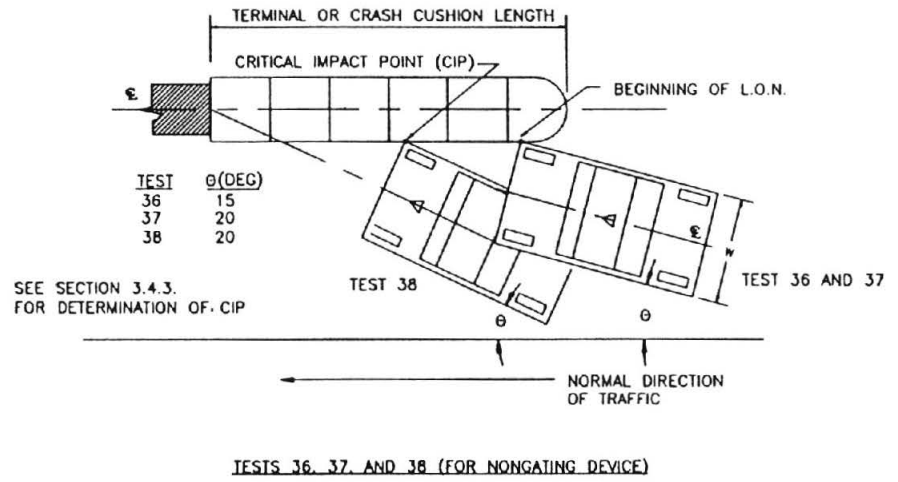 TERMINAL OR CRASH CUSHION LENGTH
CRITICAL IMPACT POINT (CIP)
BEGINNING OF L.O.N.
℄
TEST Θ(DEG)
36 15
37 20
38 20
℄
W
TEST 38
TEST 36 AND 37
SEE SECTION 3.4.3.
FOR DETERMINATION OF CIP
Θ
Θ
NORMAL DIRECTION
OF TRAFFIC
TESTS 36, 37, AND 38 (FOR NONGATING DEVICE)